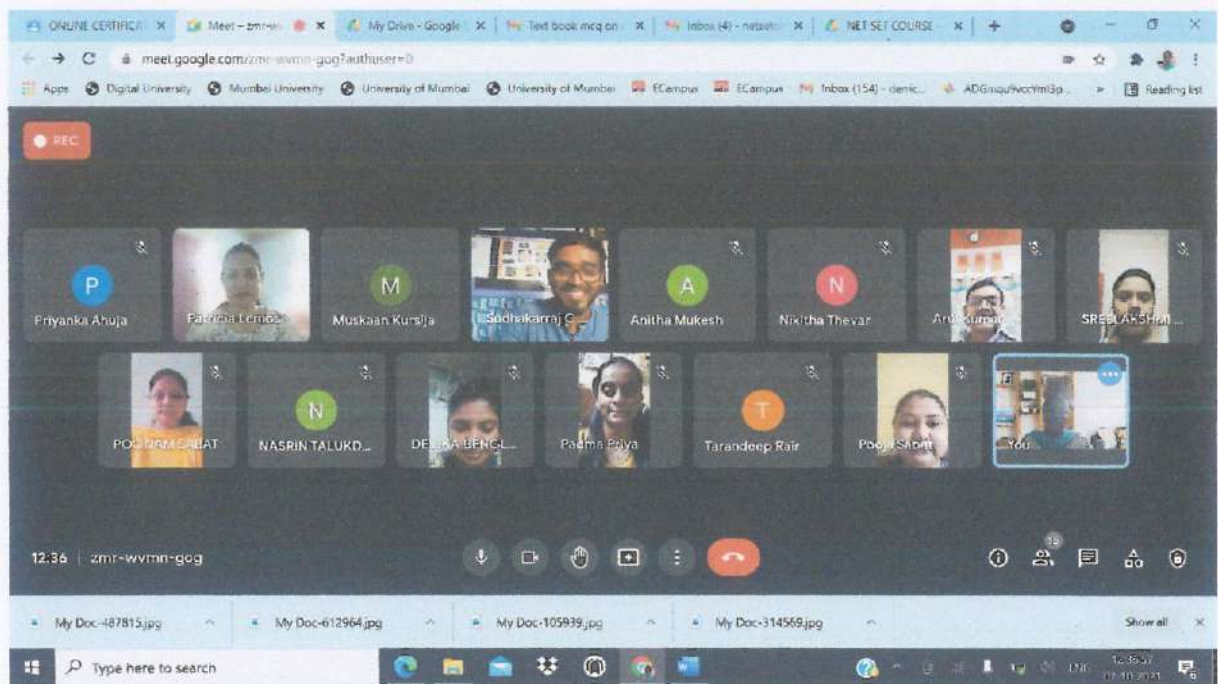 ONLINE CERTIFICA
Meet – zmr-w
My Drive - Google
Text book mcq on
Inbox (4) - netset
NET SET COURSE -
meet.google.com/zmr-wvmn-gog?authuser=0
Apps Digital University Mumbai University University of Mumbai University of Mumbai ECampus ECampus Inbox (154) - Reading list
REC
P
M
A
N
Priyanka Ahuja Patricia Lemos Muskaan Kursija Sudhakarraj C Anitha Mukesh Nikitha Thevar Arul Kumar SREELAKSHMI ...
N
T
POONAM SABAT NASRIN TALUKD... Padma Priya Tarandeep Rair You
12:36 | zmr-wvmn-gog
My Doc-487815.jpg My Doc-612964.jpg My Doc-105939.jpg My Doc-314569.jpg Show all
Type here to search
ENG